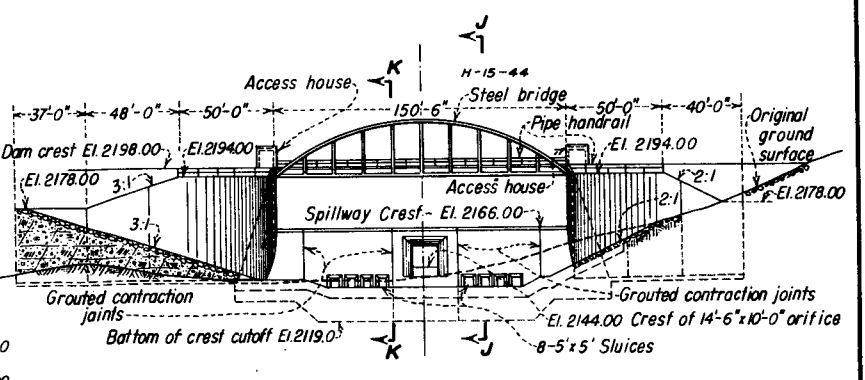 J
K
H-15-44
Access house
Steel bridge
37'-0" 48'-0" 50'-0" 150'-6" 50'-0" 40'-0"
Original
ground
surface
Pipe handrail
Dam crest El. 2198.00
El. 2194.00
El. 2194.00
El. 2178.00
3:1
2:1
Access house
El. 2178.00
Spillway Crest - El. 2166.00
2:1
3:1
Grouted contraction
joints
Grouted contraction joints
El. 2144.00 Crest of 14'-6"x10'-0" orifice
Bottom of crest cutoff El. 2119.0
8-5'x5' Sluices
K
J